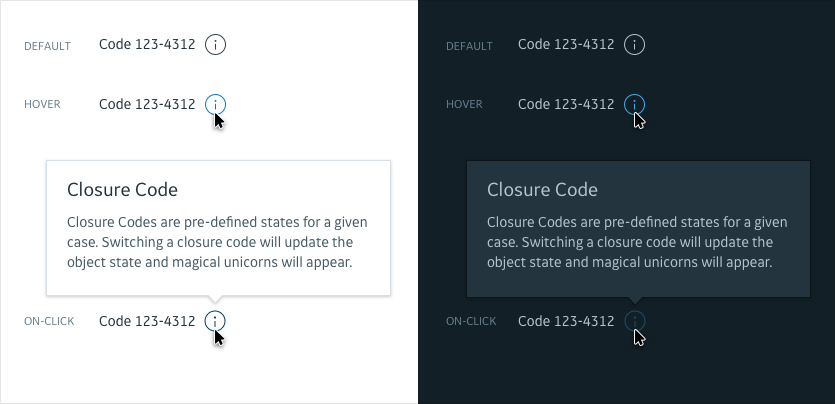 DEFAULT Code 123-4312
HOVER Code 123-4312
Closure Code
Closure Codes are pre-defined states for a given
case. Switching a closure code will update the
object state and magical unicorns will appear.
ON-CLICK Code 123-4312
DEFAULT Code 123-4312
HOVER Code 123-4312
Closure Code
Closure Codes are pre-defined states for a given
case. Switching a closure code will update the
object state and magical unicorns will appear.
ON-CLICK Code 123-4312